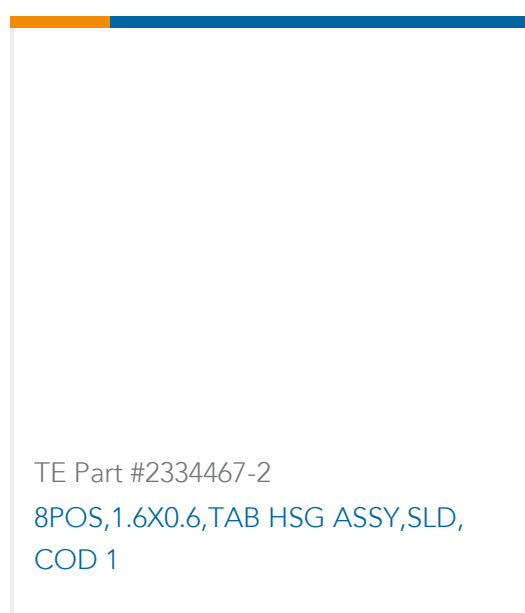 TE Part #2334467-2
8POS,1.6X0.6,TAB HSG ASSY,SLD,
COD 1